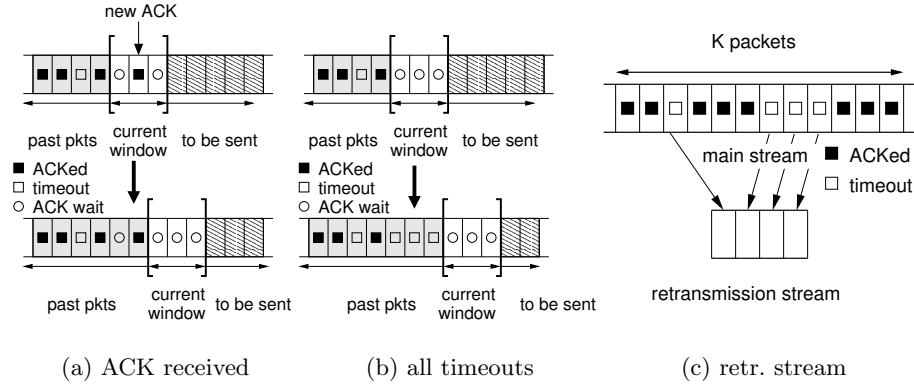 new ACK
past pkts
current
window
to be sent
ACKed
timeout
ACK wait
past pkts
current
window
to be sent
(a) ACK received
past pkts
current
window
to be sent
ACKed
timeout
ACK wait
past pkts
current
window
to be sent
(b) all timeouts
K packets
main stream
ACKed
timeout
retransmission stream
(c) retr. stream